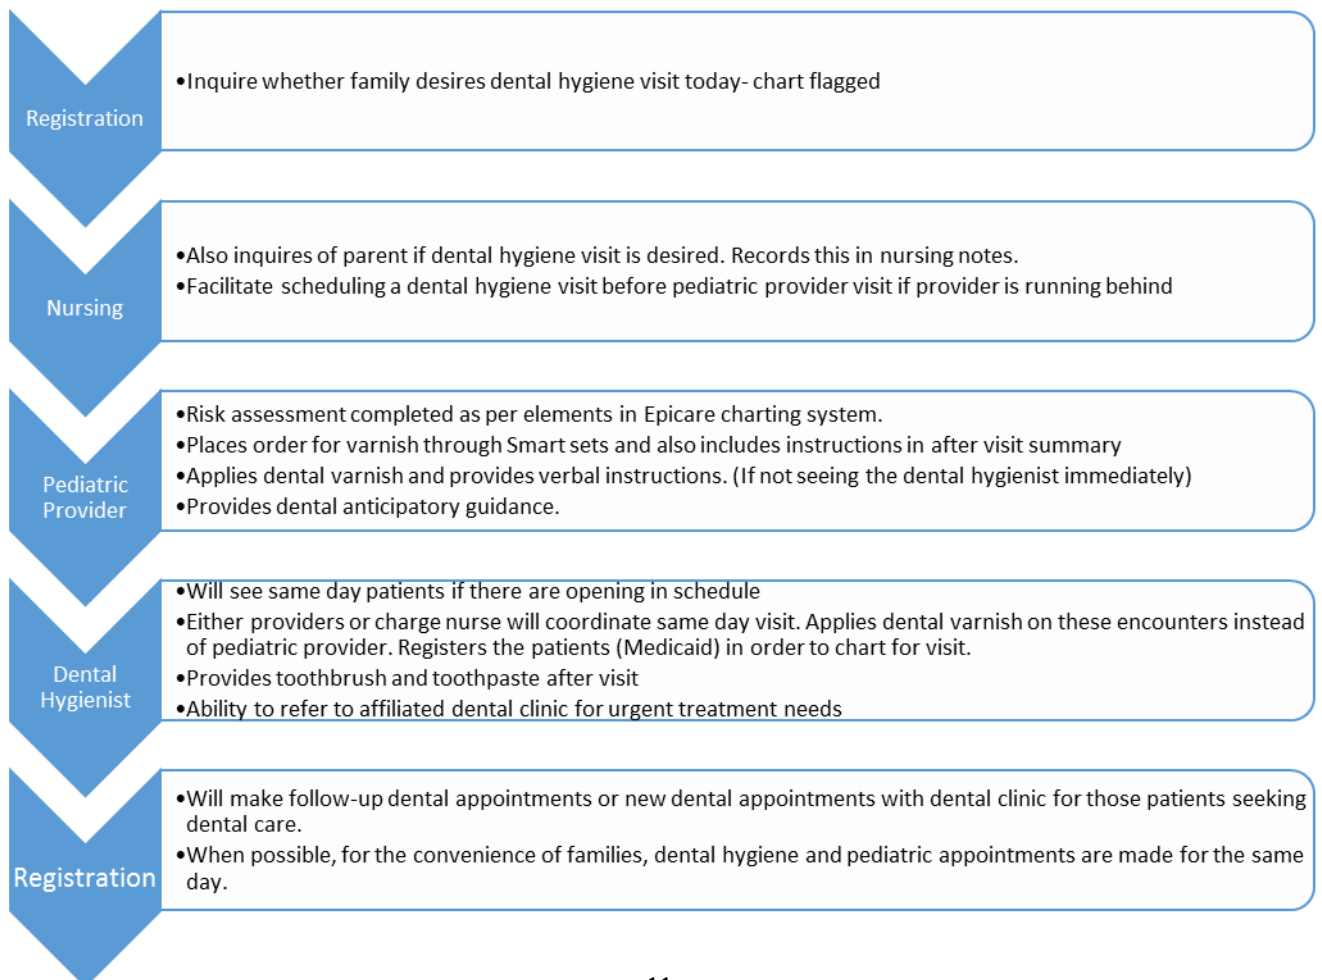 Registration
•Inquire whether family desires dental hygiene visit today- chart flagged
Nursing
•Also inquires of parent if dental hygiene visit is desired. Records this in nursing notes.
•Facilitate scheduling a dental hygiene visit before pediatric provider visit if provider is running behind
Pediatric
Provider
•Risk assessment completed as per elements in Epicare charting system.
•Places order for varnish through Smart sets and also includes instructions in after visit summary
•Applies dental varnish and provides verbal instructions. (If not seeing the dental hygienist immediately)
•Provides dental anticipatory guidance.
Dental
Hygienist
•Will see same day patients if there are opening in schedule
•Either providers or charge nurse will coordinate same day visit. Applies dental varnish on these encounters instead
of pediatric provider. Registers the patients (Medicaid) in order to chart for visit.
•Provides toothbrush and toothpaste after visit
•Ability to refer to affiliated dental clinic for urgent treatment needs
Registration
•Will make follow-up dental appointments or new dental appointments with dental clinic for those patients seeking
dental care.
•When possible, for the convenience of families, dental hygiene and pediatric appointments are made for the same
day.